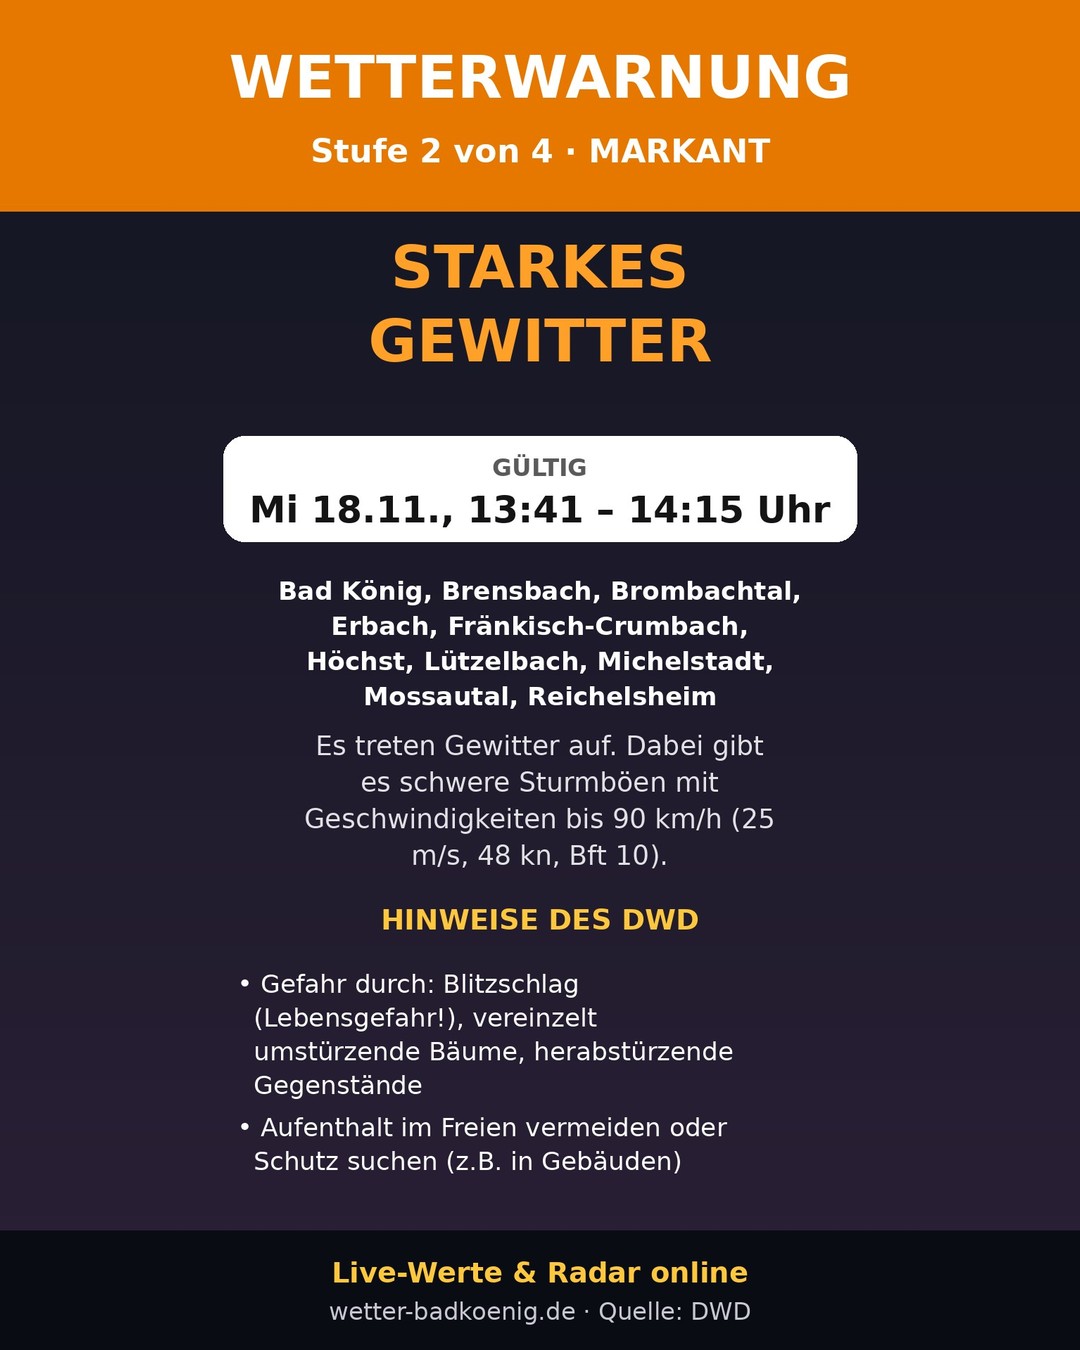 WETTERWARNUNG
Stufe 2 von 4 · MARKANT
STARKES
GEWITTER
GÜLTIG
Mi 18.11., 13:41 – 14:15 Uhr
Bad König, Brensbach, Brombachtal,
Erbach, Fränkisch-Crumbach,
Höchst, Lützelbach, Michelstadt,
Mossautal, Reichelsheim
Es treten Gewitter auf. Dabei gibt
es schwere Sturmböen mit
Geschwindigkeiten bis 90 km/h (25
m/s, 48 kn, Bft 10).
HINWEISE DES DWD
• Gefahr durch: Blitzschlag
(Lebensgefahr!), vereinzelt
umstürzende Bäume, herabstürzende
Gegenstände
• Aufenthalt im Freien vermeiden oder
Schutz suchen (z.B. in Gebäuden)
Live-Werte & Radar online
wetter-badkoenig.de · Quelle: DWD